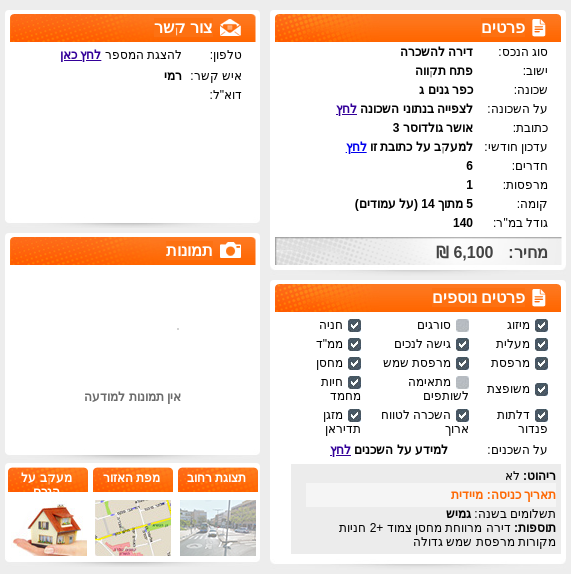 פרטים
סוג הנכס: דירה להשכרה
ישוב: פתח תקווה
שכונה: כפר גנים ג
על השכונה: לצפייה בנתוני השכונה לחץ
כתובת: אושר גולדוסר 3
עדכון חודשי: למעקב על כתובת זו לחץ
חדרים: 6
מרפסות: 1
קומה: 5 מתוך 14 (על עמודים)
גודל במ"ר: 140
מחיר: 6,100 ₪
צור קשר
טלפון: להצגת המספר לחץ כאן
איש קשר: רמי
דוא"ל:
תמונות
אין תמונות למודעה
פרטים נוספים
מיזוג סורגים חניה
מעלית גישה לנכים ממ"ד
מרפסת מרפסת שמש מחסן
משופצת מתאימה לשותפים חיות מחמד
דלתות פנדור השכרה לטווח ארוך מזגן תדיראן
על השכנים: למידע על השכנים לחץ
ריהוט: לא
תאריך כניסה: מיידית
תשלומים בשנה: גמיש
תוספות: דירה מרווחת מחסן צמוד +2 חניות
מקורות מרפסת שמש גדולה
תצוגת רחוב
מפת האזור
מעקב על
הנכס